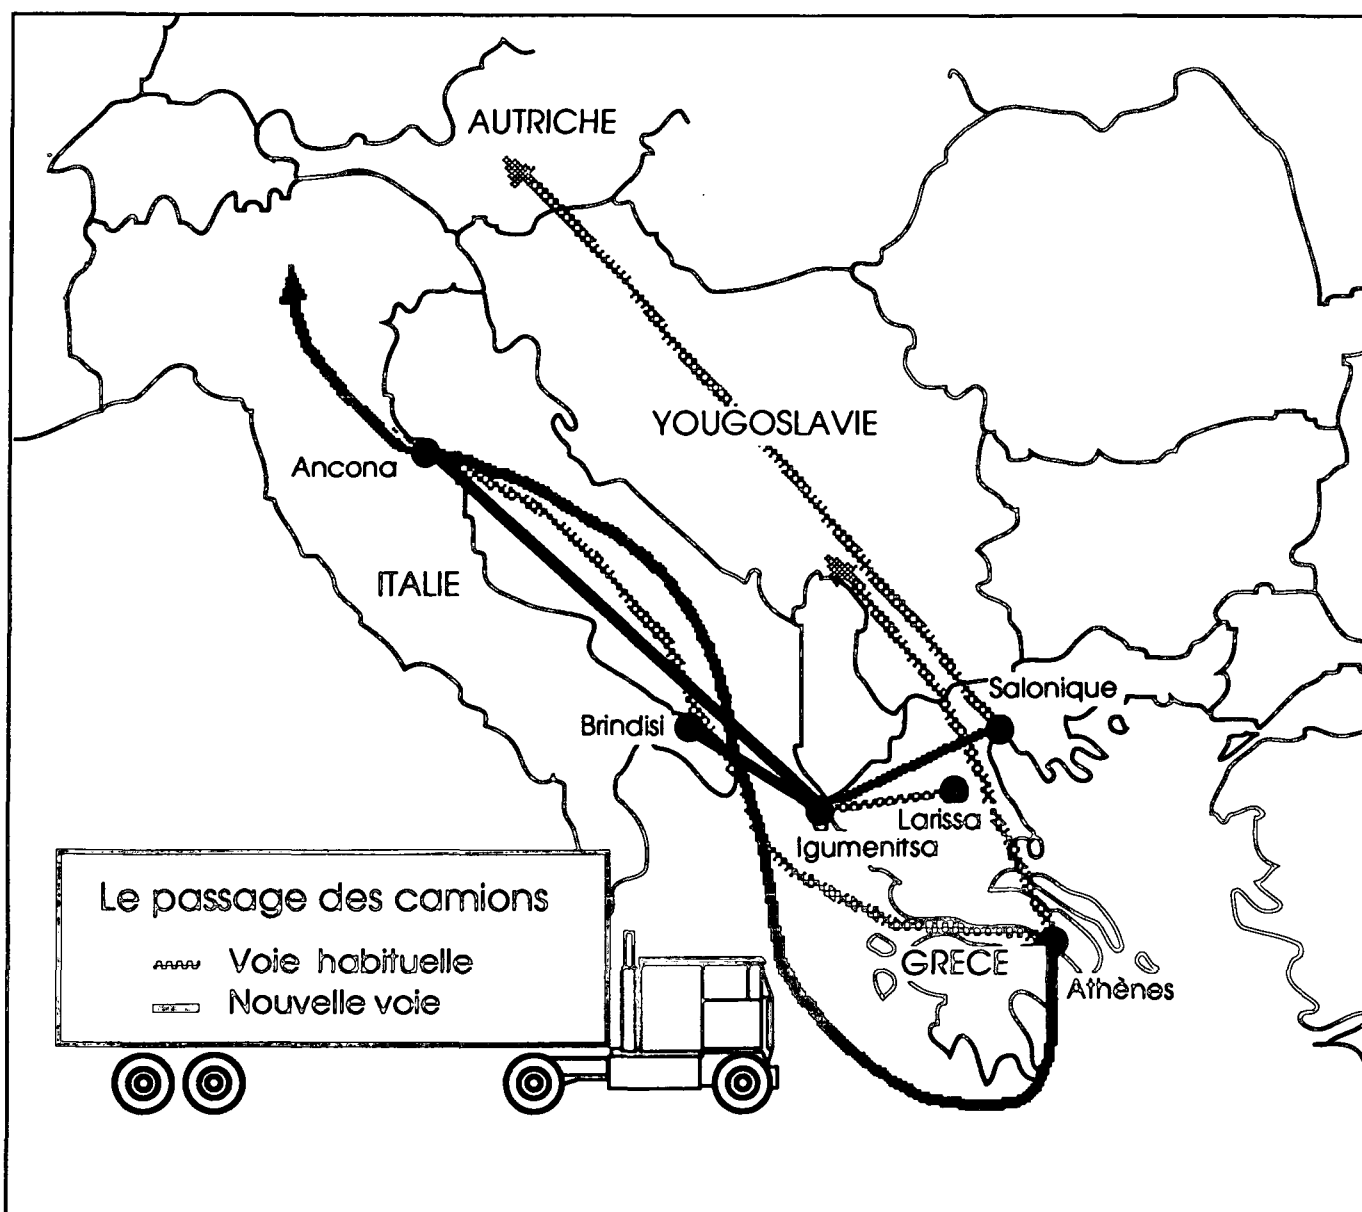 AUTRICHE
YOUGOSLAVIE
Ancona
ITALIE
Salonique
Brindisi
Larissa
Igumenitsa
Le passage des camions
GRECE
Voie habituelle
Athènes
Nouvelle voie